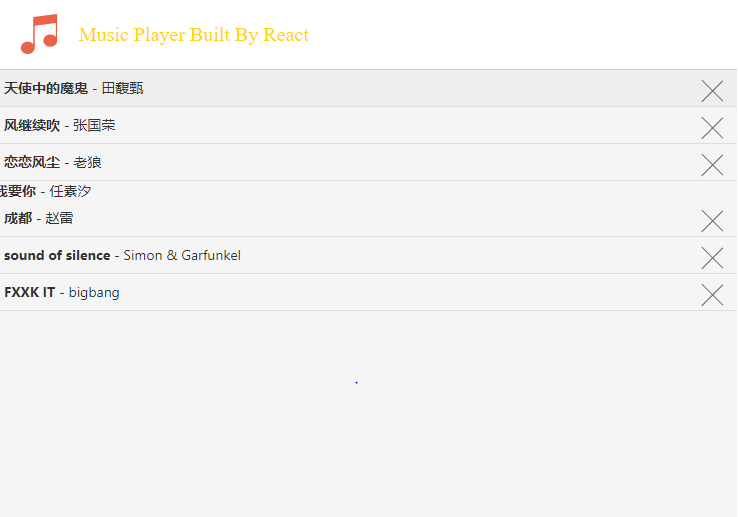 Music Player Built By React
天使中的魔鬼 - 田馥甄
风继续吹 - 张国荣
恋恋风尘 - 老狼
我要你 - 任素汐
成都 - 赵雷
sound of silence - Simon & Garfunkel
FXXK IT - bigbang